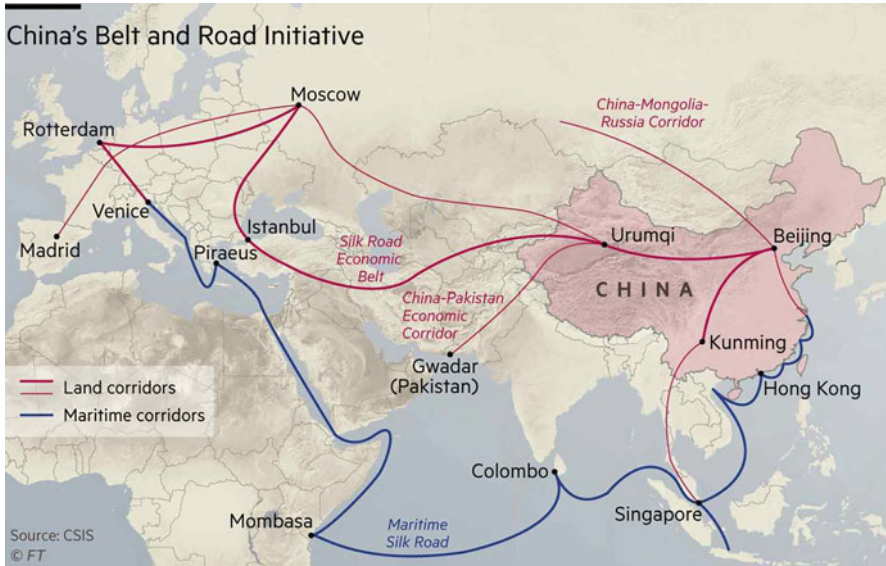 China's Belt and Road Initiative
Moscow
China-Mongolia-
Russia Corridor
Rotterdam
Venice
Istanbul
Urumqi
Beijing
Madrid
Piraeus
Silk Road
Economic
Belt
CHINA
China-Pakistan
Economic
Corridor
Kunming
Gwadar
(Pakistan)
Land corridors
Hong Kong
Maritime corridors
Colombo
Singapore
Mombasa
Maritime
Silk Road
Source: CSIS
© FT